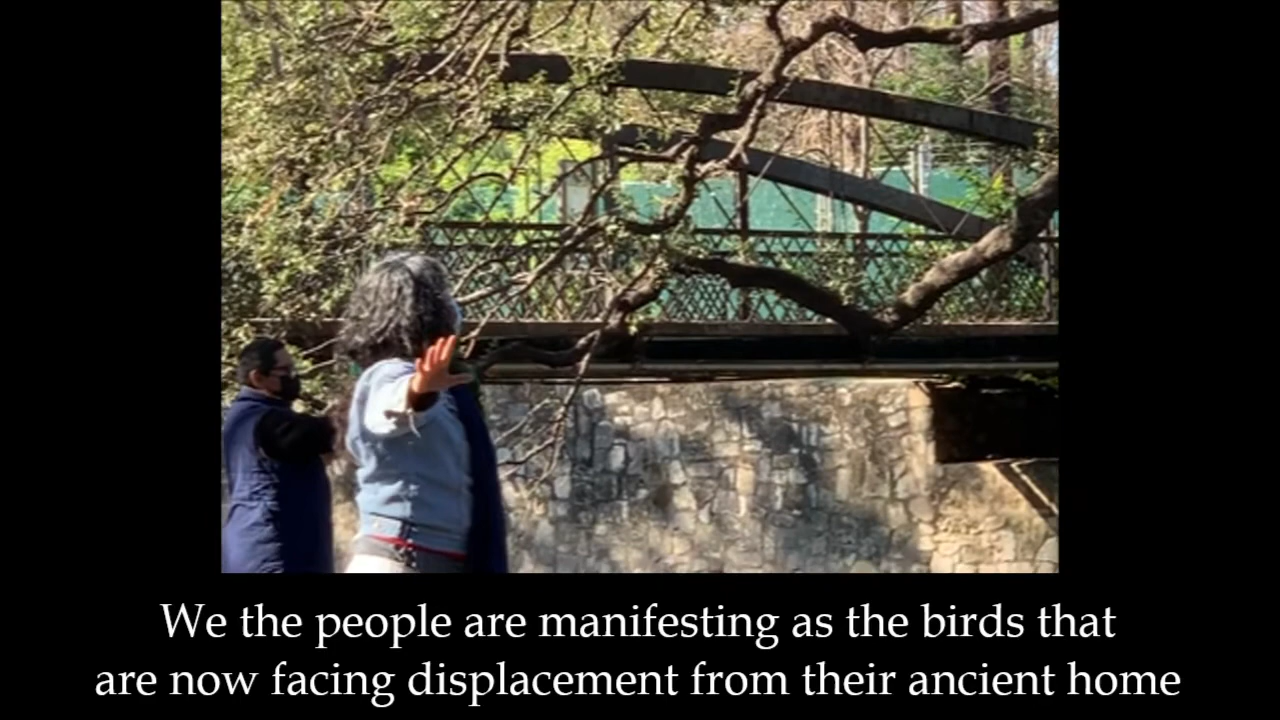 We the people are manifesting as the birds that
are now facing displacement from their ancient home